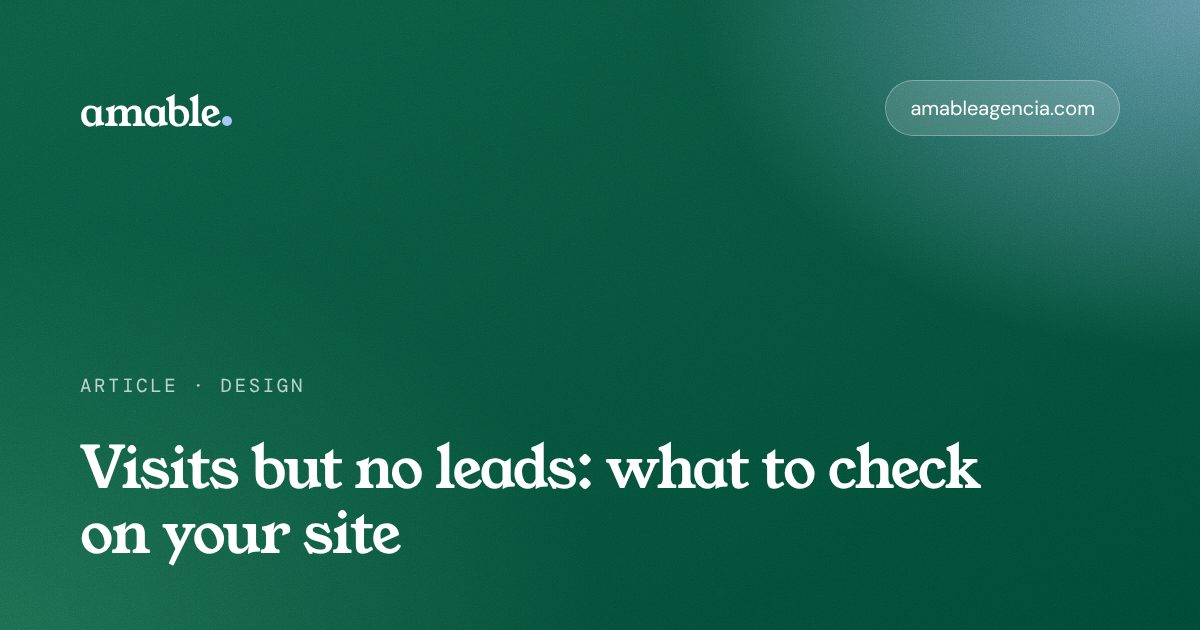 amable.
amableagencia.com
ARTICLE · DESIGN
Visits but no leads: what to check
on your site